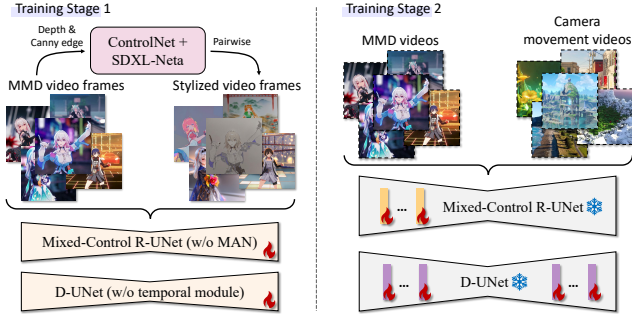 Training Stage 1
Depth &
Canny edge
ControlNet +
SDXL-Neta
Pairwise
MMD video frames
Stylized video frames
Mixed-Control R-UNet (w/o MAN)
D-UNet (w/o temporal module)
Training Stage 2
MMD videos
Camera
movement videos
... Mixed-Control R-UNet
... D-UNet ...